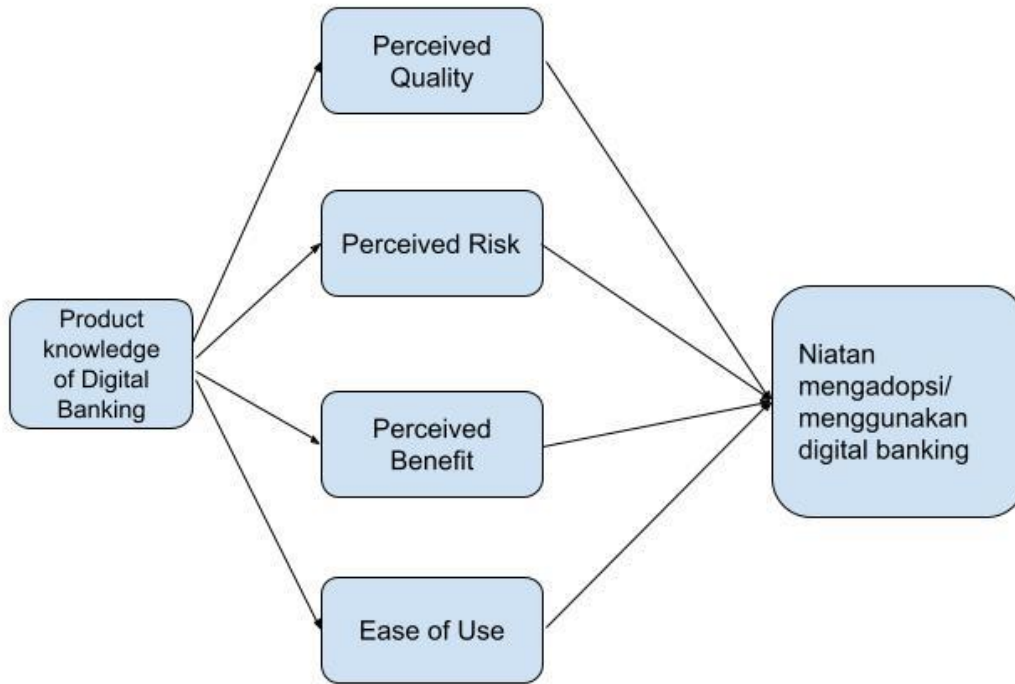 Perceived
Quality
Perceived Risk
Product
knowledge
of Digital
Banking
Perceived
Benefit
Ease of Use
Niatan
mengadopsi/
menggunakan
digital banking